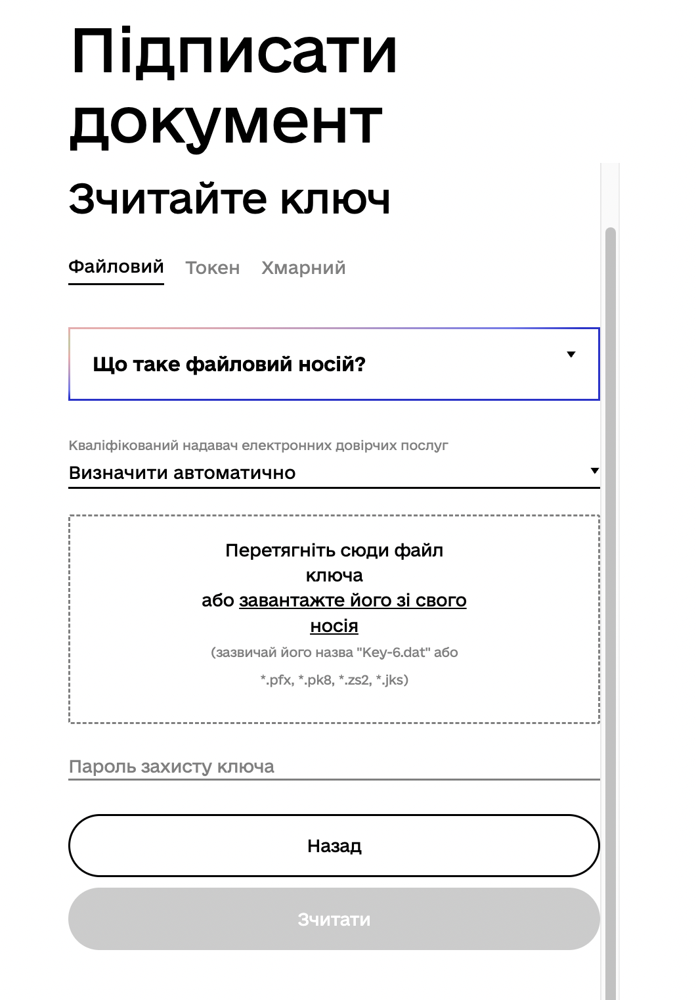 Підписати
документ
Зчитайте ключ
Файловий Токен Хмарний
Що таке файловий носій?
Кваліфікований надавач електронних довірчих послуг
Визначити автоматично
Перетягніть сюди файл
ключа
або завантажте його зі свого
носія
(зазвичай його назва "Key-6.dat" або
*.pfx, *.pk8, *.zs2, *.jks)
Пароль захисту ключа
Назад
Зчитати